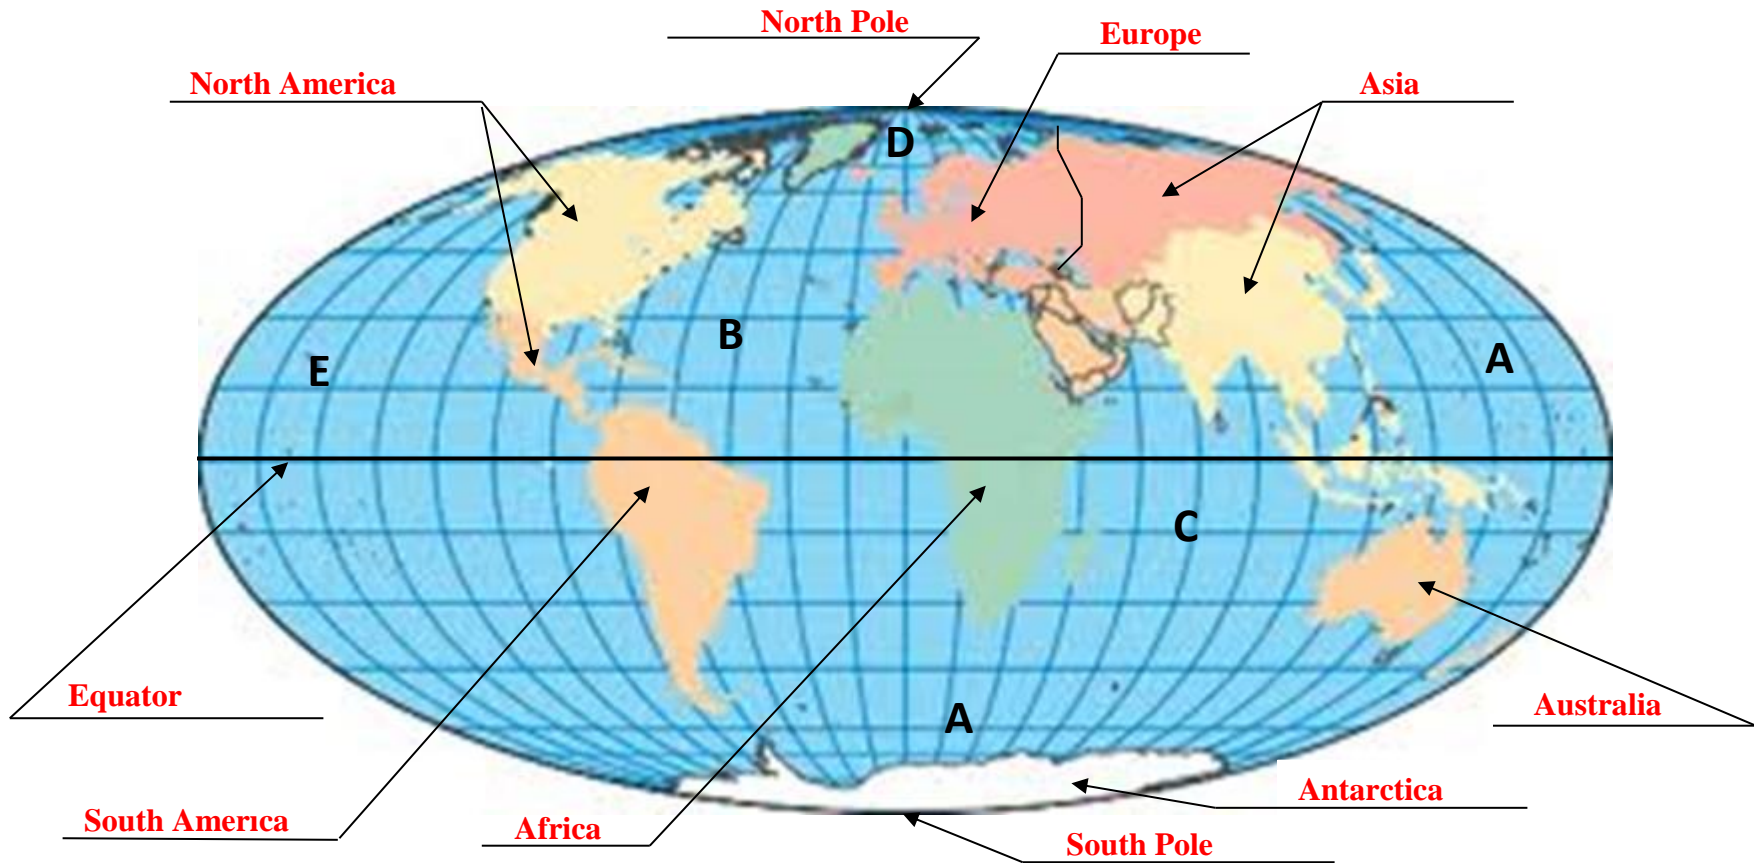 North Pole
Europe
North America
Asia
D
B
E
A
C
Equator
A
Australia
Antarctica
South America
Africa
South Pole